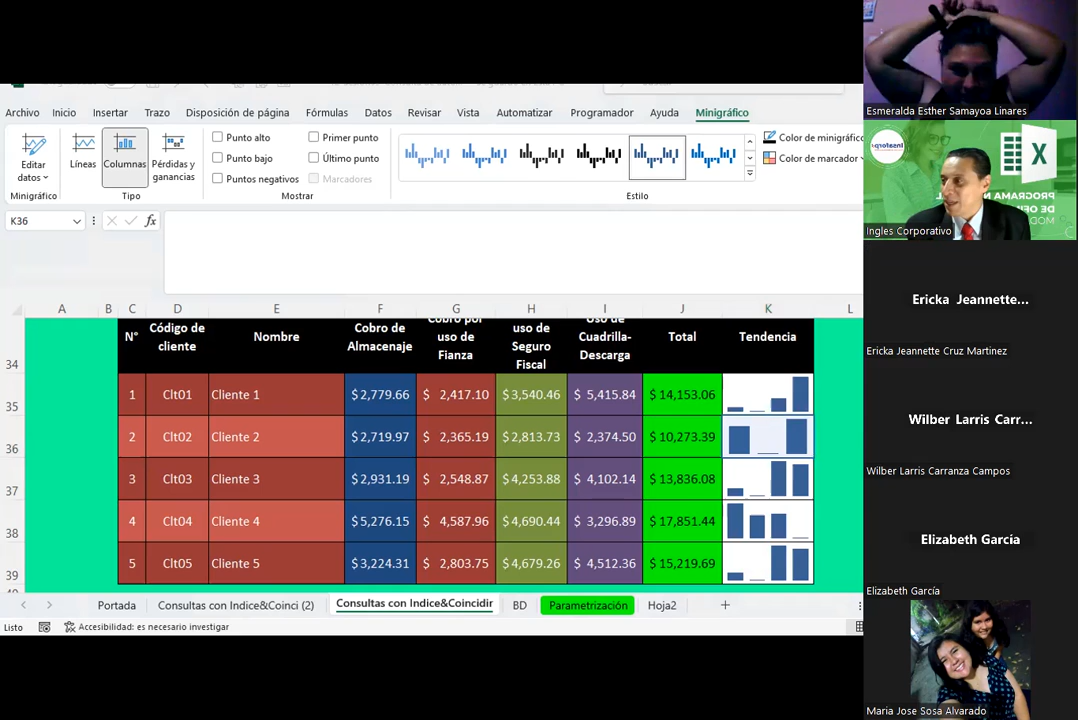 Archivo Inicio Insertar Trazo Disposición de página Fórmulas Datos Revisar Vista Automatizar Programador Ayuda Minigráfico
Editar datos
Líneas
Columnas
Pérdidas y ganancias
Punto alto
Punto bajo
Puntos negativos
Primer punto
Último punto
Marcadores
Color de minigráfico
Color de marcador
Minigráfico
Tipo
Mostrar
Estilo
K36
fx
A B C D E F G H I J K L
34 N° Código de cliente Nombre Cobro de Almacenaje Cobro por uso de Fianza uso de Seguro Fiscal Uso de Cuadrilla-Descarga Total Tendencia
35 1 Clt01 Cliente 1 $2,779.66 $ 2,417.10 $3,540.46 $ 5,415.84 $ 14,153.06
36 2 Clt02 Cliente 2 $2,719.97 $ 2,365.19 $2,813.73 $ 2,374.50 $ 10,273.39
37 3 Clt03 Cliente 3 $2,931.19 $ 2,548.87 $4,253.88 $ 4,102.14 $ 13,836.08
38 4 Clt04 Cliente 4 $5,276.15 $ 4,587.96 $4,690.44 $ 3,296.89 $ 17,851.44
39 5 Clt05 Cliente 5 $3,224.31 $ 2,803.75 $4,679.26 $ 4,512.36 $ 15,219.69
Portada Consultas con Indice&Coinci (2) Consultas con Indice&Coincidir BD Parametrización Hoja2 +
Listo Accesibilidad: es necesario investigar
Esmeralda Esther Samayoa Linares
X
PROGRAMA N
DE OFI
MOD
Ingles Corporativo
Ericka Jeannette...
Ericka Jeannette Cruz Martinez
Wilber Larris Carr...
Wilber Larris Carranza Campos
Elizabeth García
Elizabeth García
Maria Jose Sosa Alvarado